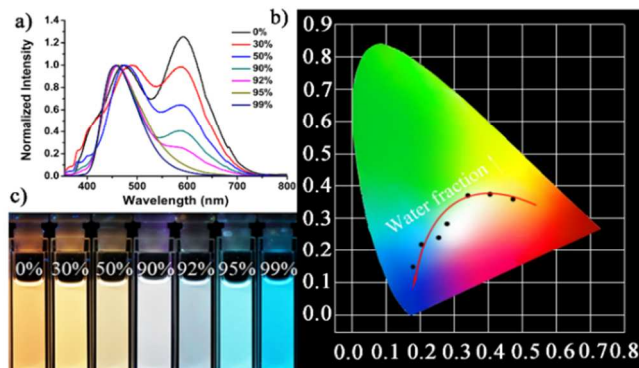 a)
Normalized Intensity
1.4
1.2
1.0
0.8
0.6
0.4
0.2
0.0
0%
30%
50%
90%
92%
95%
99%
400 500 600 700 800
Wavelength (nm)
c)
0% 30% 50% 90% 92% 95% 99%
b)
0.9
0.8
0.7
0.6
0.5
0.4
0.3
0.2
0.1
0.0
Water fraction
0.0 0.1 0.2 0.3 0.4 0.5 0.6 0.7 0.8